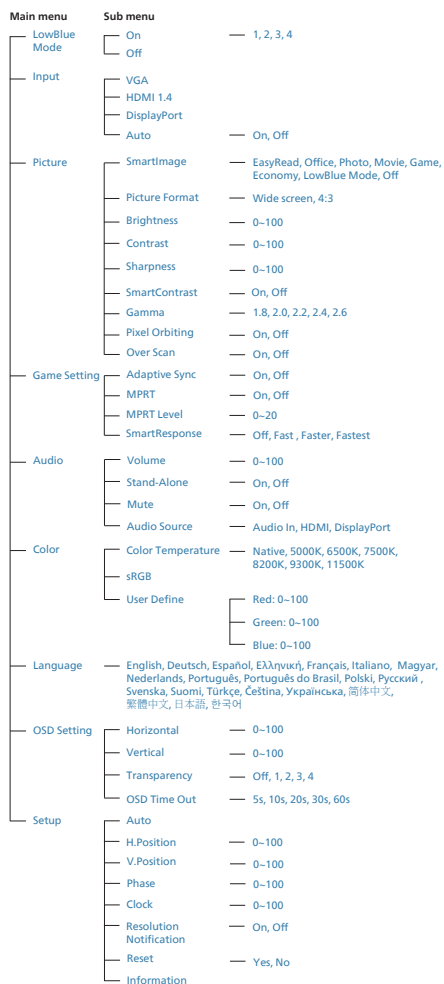 Main menu Sub menu
LowBlue Mode On 1, 2, 3, 4
Off
Input VGA
HDMI 1.4
DisplayPort
Auto On, Off
Picture SmartImage EasyRead, Office, Photo, Movie, Game,
Economy, LowBlue Mode, Off
Picture Format Wide screen, 4:3
Brightness 0~100
Contrast 0~100
Sharpness 0~100
SmartContrast On, Off
Gamma 1.8, 2.0, 2.2, 2.4, 2.6
Pixel Orbiting On, Off
Over Scan On, Off
Game Setting Adaptive Sync On, Off
MPRT On, Off
MPRT Level 0~20
SmartResponse Off, Fast , Faster, Fastest
Audio Volume 0~100
Stand-Alone On, Off
Mute On, Off
Audio Source Audio In, HDMI, DisplayPort
Color Color Temperature Native, 5000K, 6500K, 7500K,
8200K, 9300K, 11500K
sRGB
User Define Red: 0~100
Green: 0~100
Blue: 0~100
Language English, Deutsch, Español, Ελληνική, Français, Italiano, Magyar,
Nederlands, Português, Português do Brasil, Polski, Русский ,
Svenska, Suomi, Türkçe, Čeština, Українська, 简体中文,
繁體中文, 日本語, 한국어
OSD Setting Horizontal 0~100
Vertical 0~100
Transparency Off, 1, 2, 3, 4
OSD Time Out 5s, 10s, 20s, 30s, 60s
Setup Auto
H.Position 0~100
V.Position 0~100
Phase 0~100
Clock 0~100
Resolution On, Off
Notification
Reset Yes, No
Information